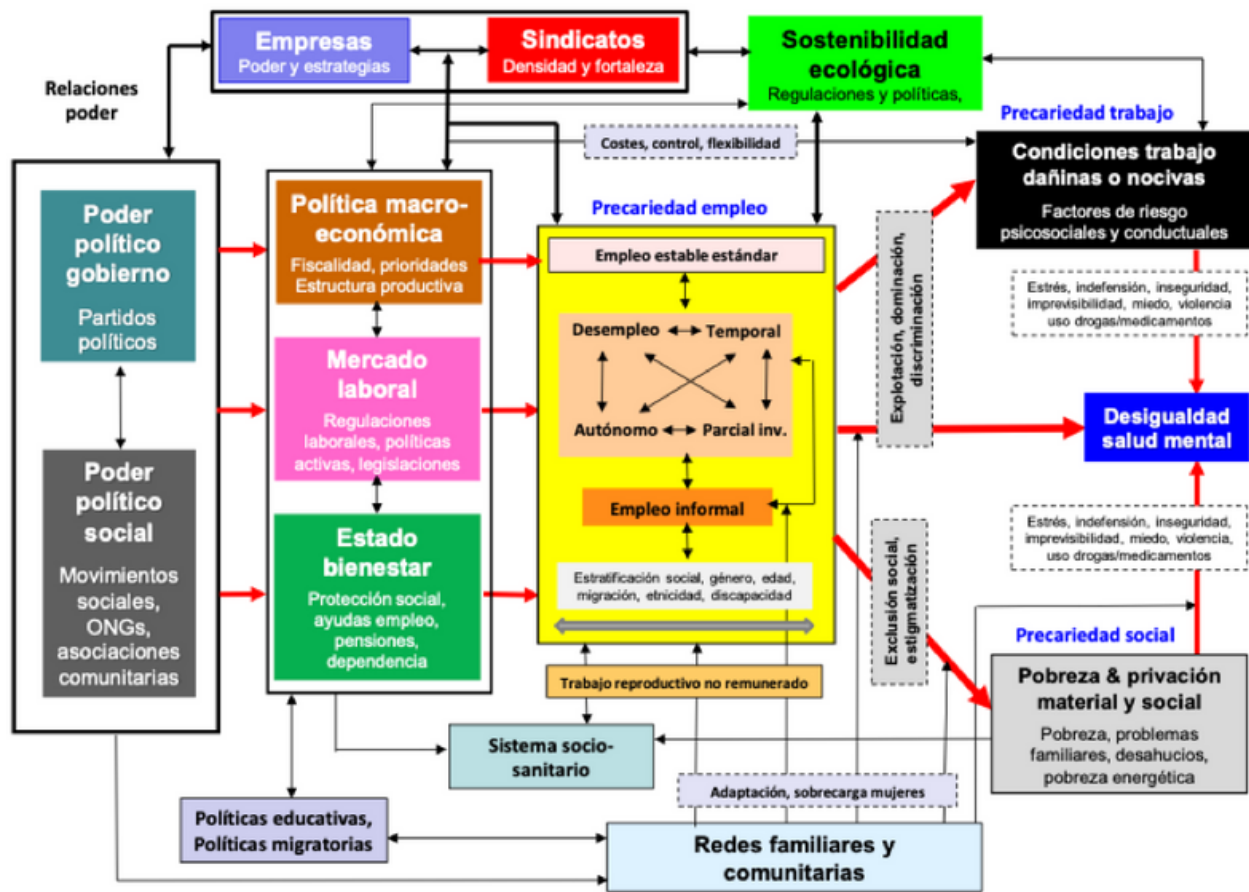 Empresas
Poder y estrategias
Sindicatos
Densidad y fortaleza
Sostenibilidad
ecológica
Regulaciones y políticas,
Relaciones
poder
Precariedad trabajo
Costes, control, flexibilidad
Condiciones trabajo
dañinas o nocivas
Factores de riesgo
psicosociales y conductuales
Poder
político
gobierno
Partidos
políticos
Política macro-
económica
Fiscalidad, prioridades
Estructura productiva
Precariedad empleo
Empleo estable estándar
Desempleo
Temporal
Autónomo
Parcial inv.
Empleo informal
Estratificación social, género, edad,
migración, etnicidad, discapacidad
Explotación, dominación,
discriminación
Estrés, indefensión, inseguridad,
imprevisibilidad, miedo, violencia
uso drogas/medicamentos
Mercado
laboral
Regulaciones
laborales, políticas
activas, legislaciones
Desigualdad
salud mental
Poder
político
social
Movimientos
sociales,
ONGs,
asociaciones
comunitarias
Estado
bienestar
Protección social,
ayudas empleo,
pensiones,
dependencia
Exclusión social,
estigmatización
Estrés, indefensión, inseguridad,
imprevisibilidad, miedo, violencia,
uso drogas/medicamentos
Precariedad social
Pobreza & privación
material y social
Pobreza, problemas
familiares, desahucios,
pobreza energética
Trabajo reproductivo no remunerado
Sistema socio-
sanitario
Adaptación, sobrecarga mujeres
Políticas educativas,
Políticas migratorias
Redes familiares y
comunitarias